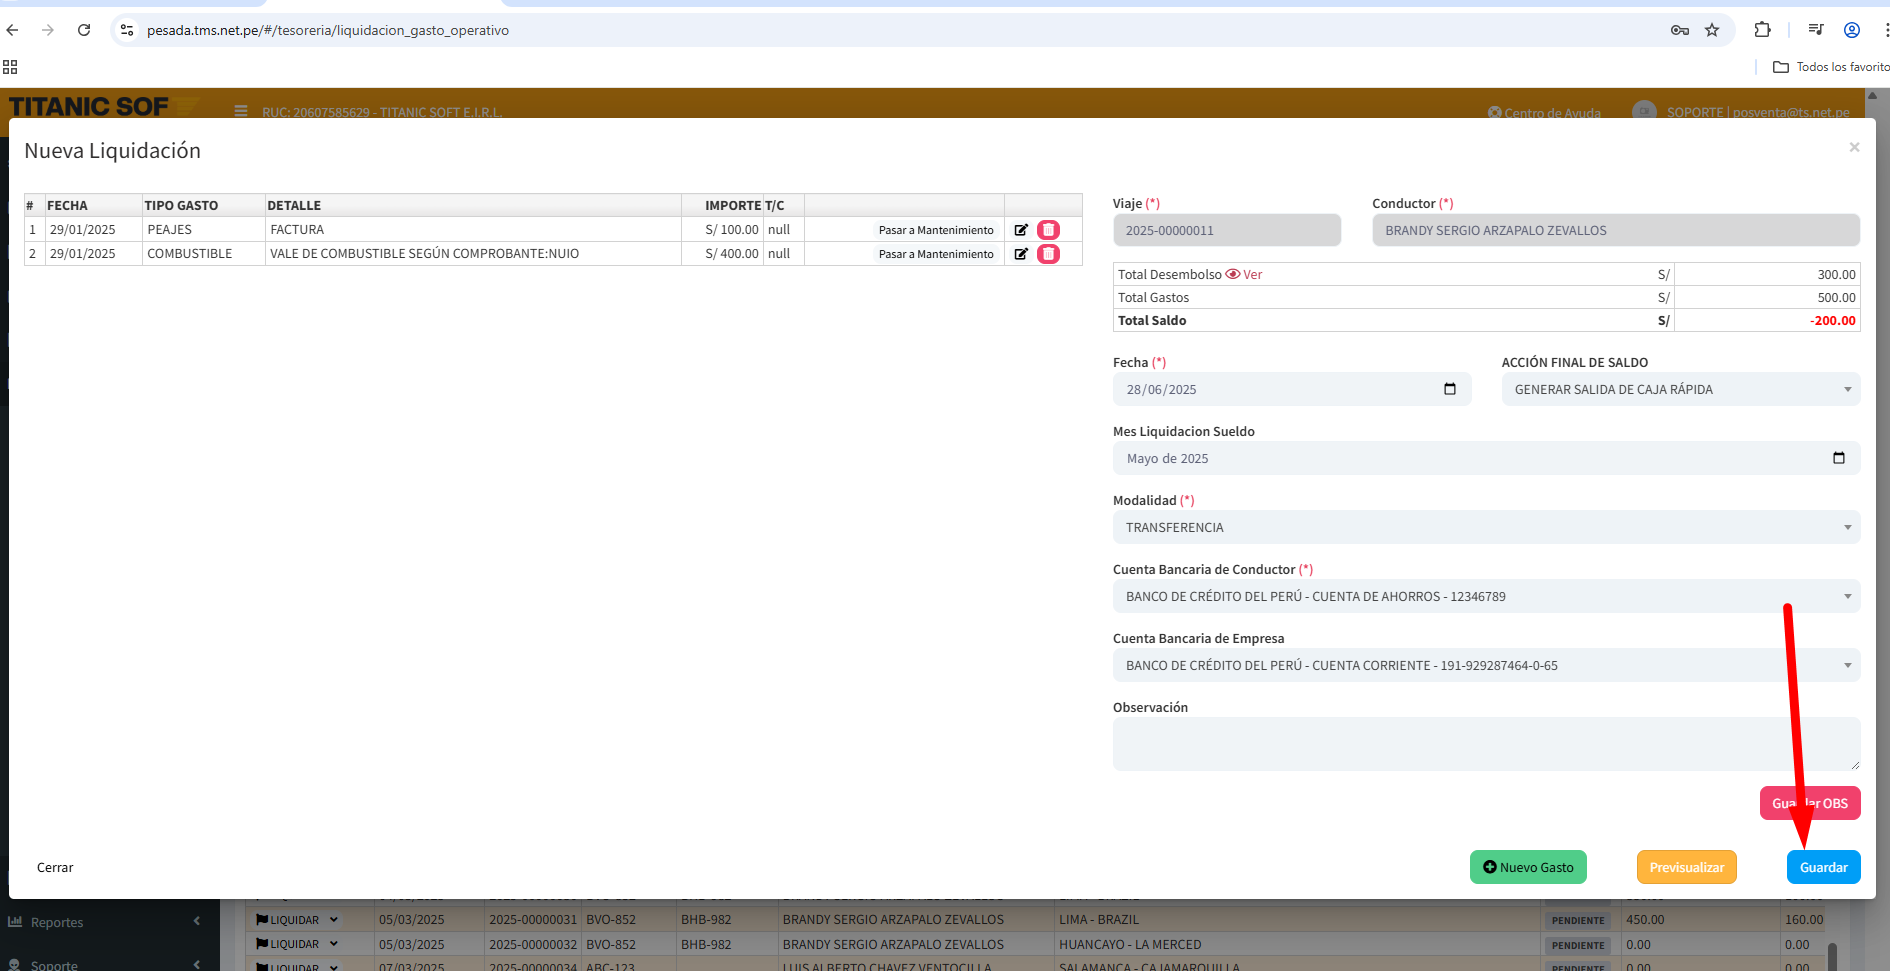 pesada.tms.net.pe/#/tesoreria/liquidacion_gasto_operativo
Todos los favorito
TITANIC SOF
RUC: 20607585629 - TITANIC SOFT E.I.R.L.
Centro de Ayuda
SOPORTE | posventa@ts.net.pe
Nueva Liquidación
×
# FECHA TIPO GASTO DETALLE IMPORTE T/C
1 29/01/2025 PEAJES FACTURA S/ 100.00 null Pasar a Mantenimiento
2 29/01/2025 COMBUSTIBLE VALE DE COMBUSTIBLE SEGÚN COMPROBANTE:NUIO S/ 400.00 null Pasar a Mantenimiento
Viaje (*) Conductor (*)
2025-00000011 BRANDY SERGIO ARZAPALO ZEVALLOS
Total Desembolso Ver S/ 300.00
Total Gastos S/ 500.00
Total Saldo S/ -200.00
Fecha (*) ACCIÓN FINAL DE SALDO
28/06/2025 GENERAR SALIDA DE CAJA RÁPIDA
Mes Liquidacion Sueldo
Mayo de 2025
Modalidad (*)
TRANSFERENCIA
Cuenta Bancaria de Conductor (*)
BANCO DE CRÉDITO DEL PERÚ - CUENTA DE AHORROS - 12346789
Cuenta Bancaria de Empresa
BANCO DE CRÉDITO DEL PERÚ - CUENTA CORRIENTE - 191-929287464-0-65
Observación
Guardar OBS
Cerrar
Nuevo Gasto
Previsualizar
Guardar
Reportes
Soporte
LIQUIDAR 05/03/2025 2025-00000031 BVO-852 BHB-982 BRANDY SERGIO ARZAPALO ZEVALLOS LIMA - BRAZIL PENDIENTE 450.00 160.00
LIQUIDAR 05/03/2025 2025-00000032 BVO-852 BHB-982 BRANDY SERGIO ARZAPALO ZEVALLOS HUANCAYO - LA MERCED PENDIENTE 0.00 0.00
LIQUIDAR 07/03/2025 2025-00000034 ABC-123 LUIS ALBERTO CHAVEZ VENTOCILLA SALAMANCA - CAJAMARQUILLA PENDIENTE 0.00 0.00